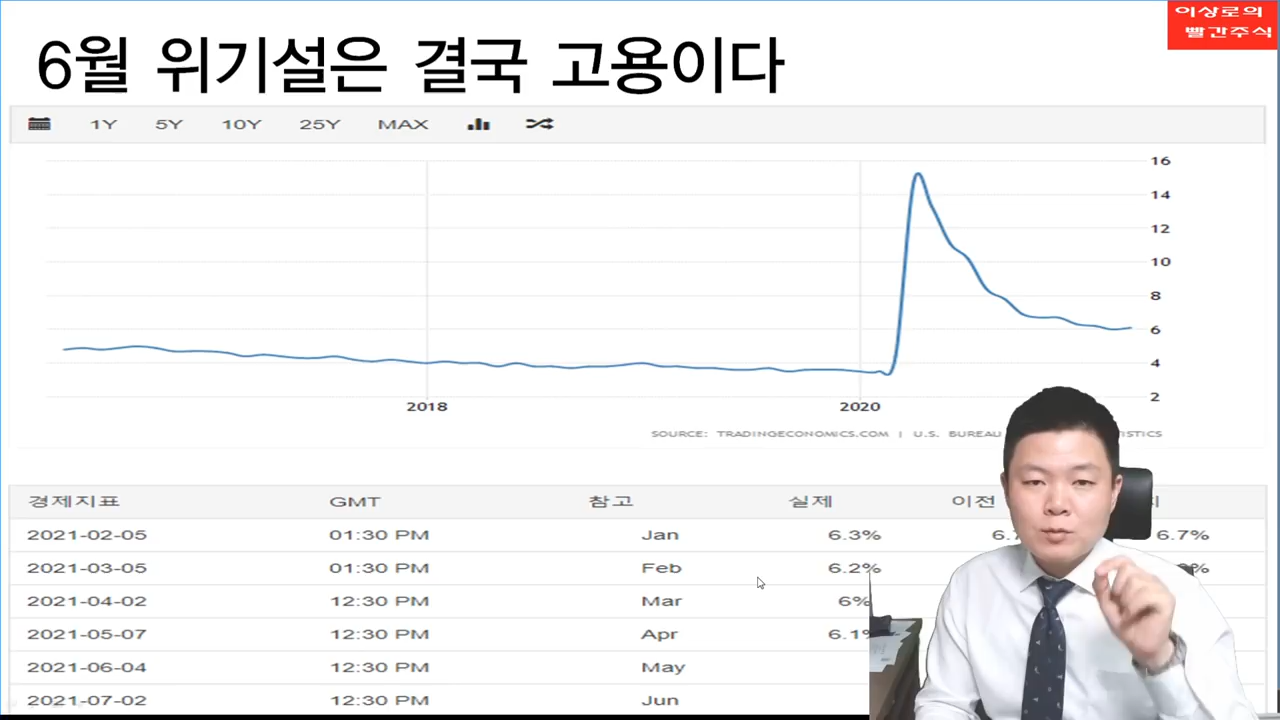 이상로의
빨간주식
6월 위기설은 결국 고용이다
1Y 5Y 10Y 25Y MAX
16
14
12
10
8
6
4
2
2018 2020
SOURCE: TRADINGECONOMICS.COM | U.S. BUREAU
경제지표 GMT 참고 실제 이전
2021-02-05 01:30 PM Jan 6.3% 6.7%
2021-03-05 01:30 PM Feb 6.2%
2021-04-02 12:30 PM Mar 6%
2021-05-07 12:30 PM Apr 6.1%
2021-06-04 12:30 PM May
2021-07-02 12:30 PM Jun